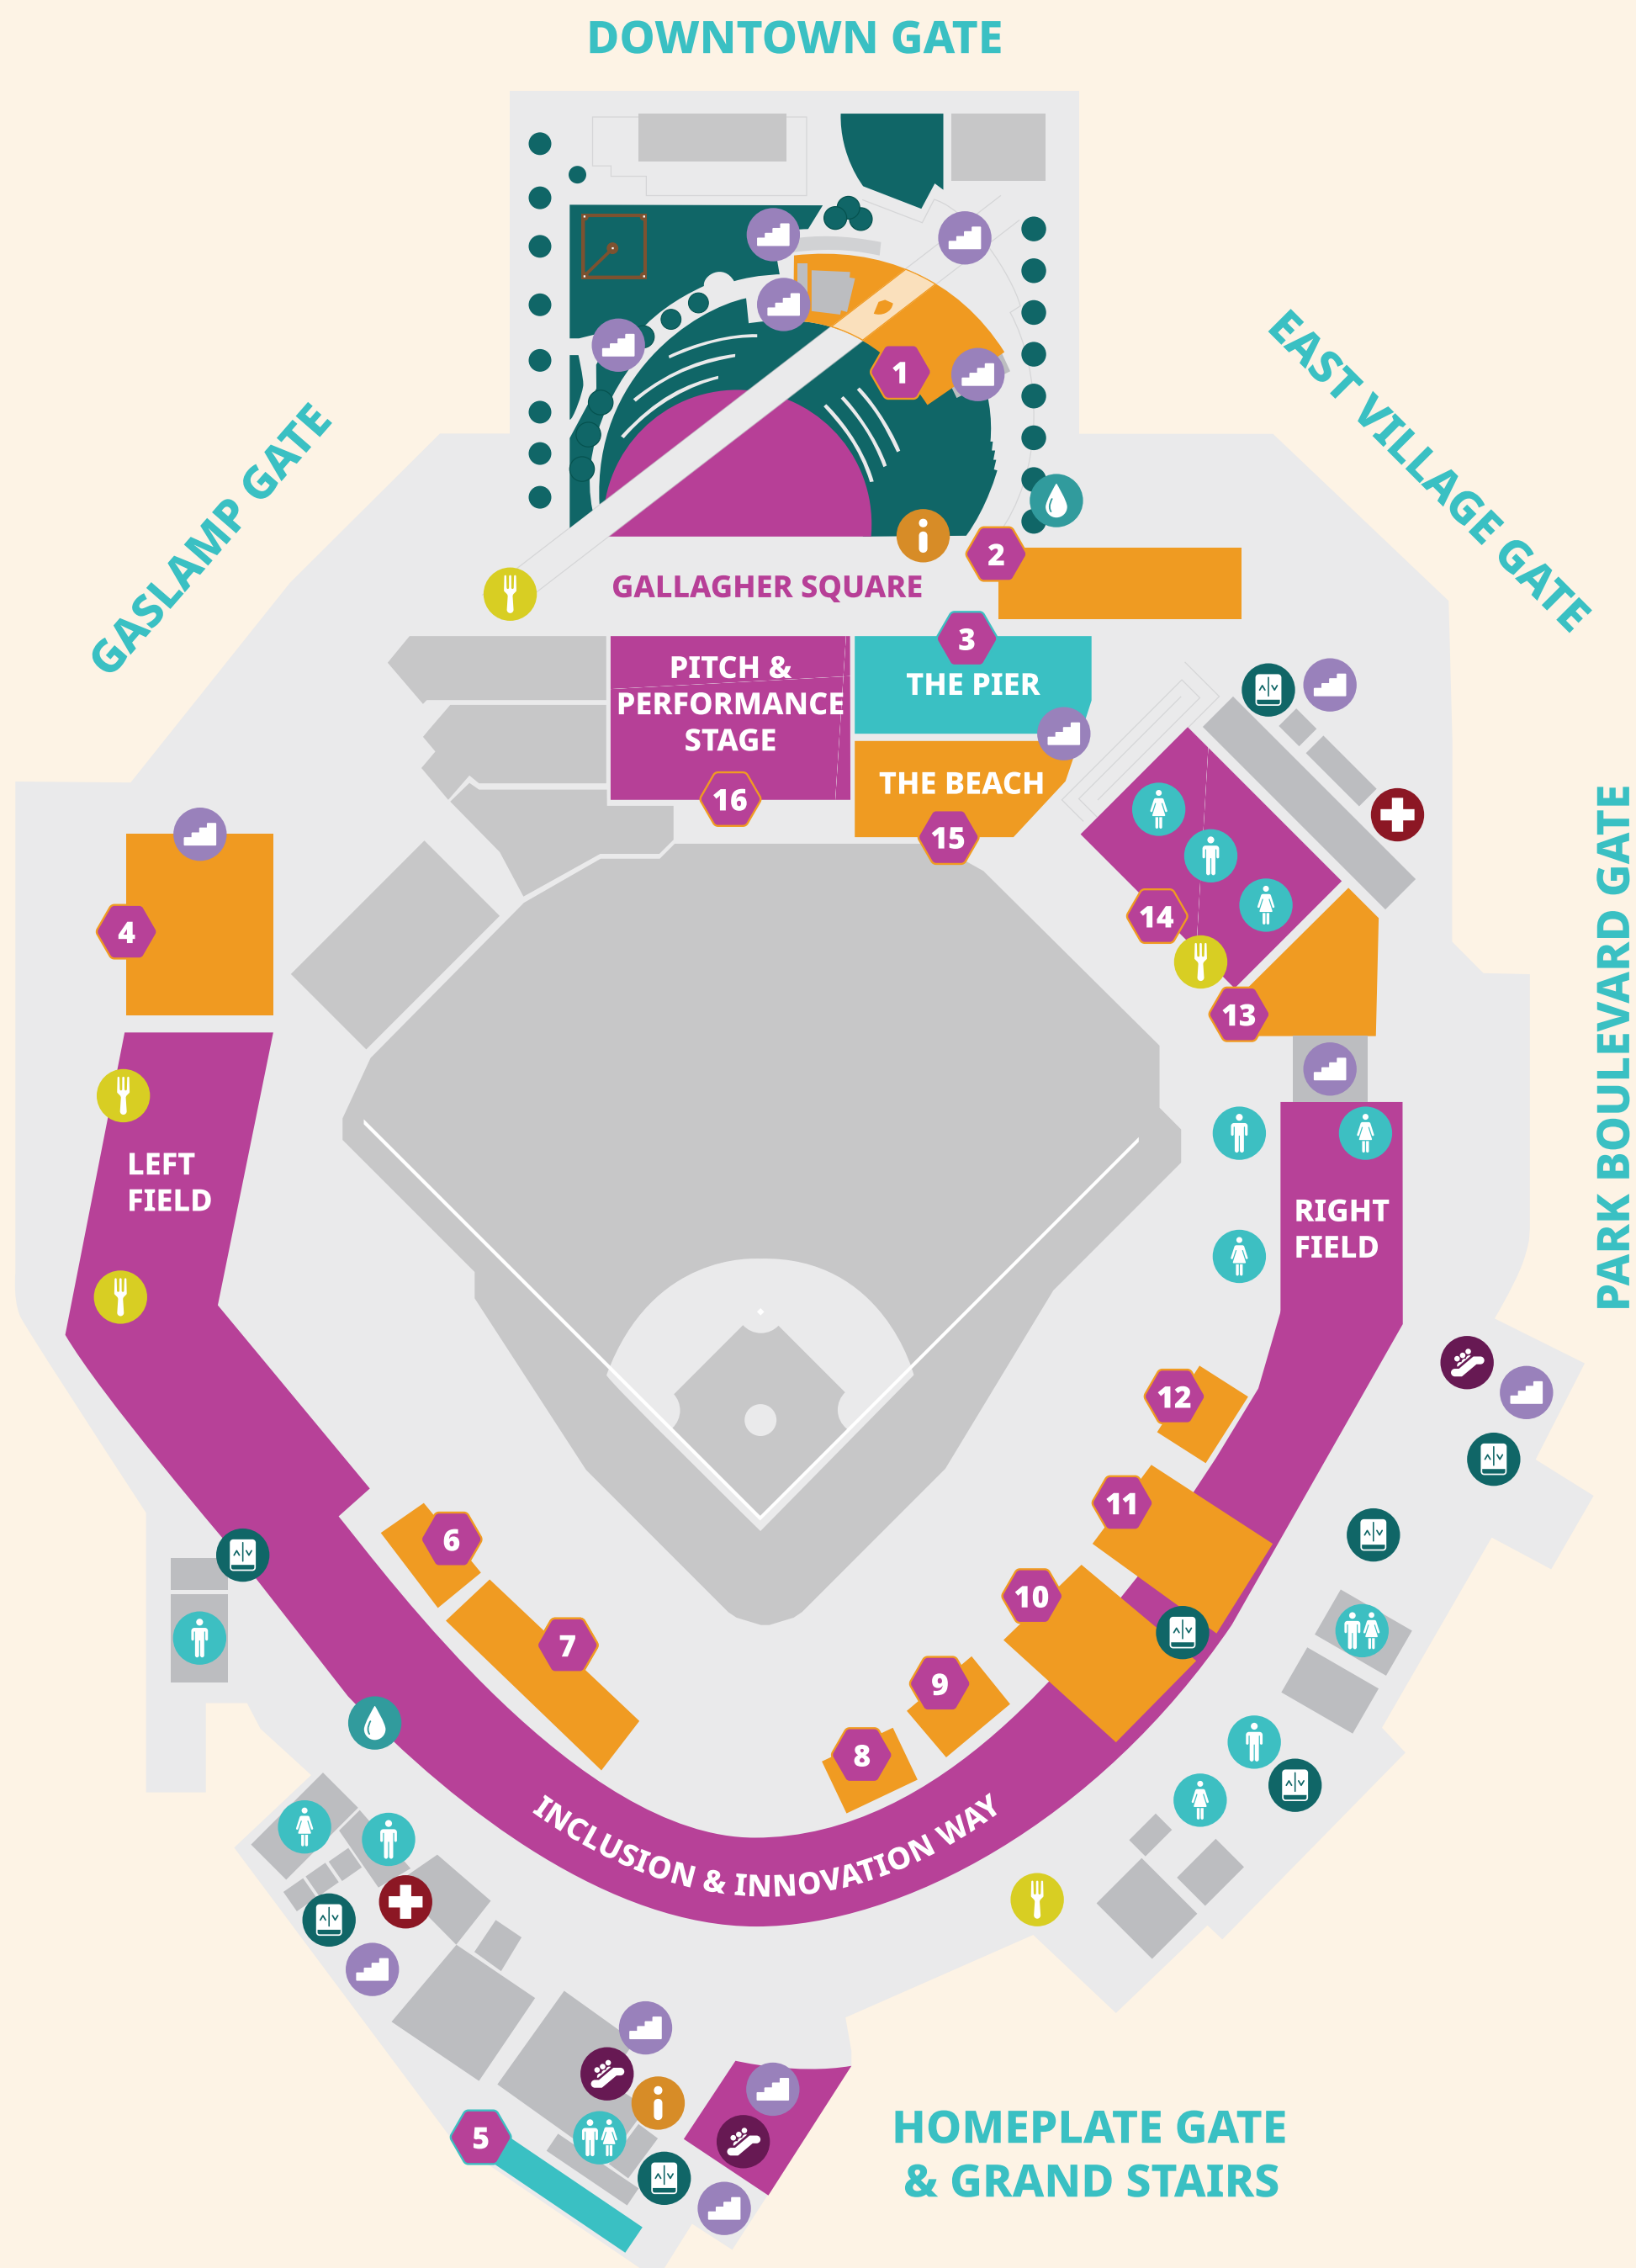 DOWNTOWN GATE
GASLAMP GATE
EAST VILLAGE GATE
1
2
GALLAGHER SQUARE
3
PITCH &
PERFORMANCE
STAGE
THE PIER
THE BEACH
16
15
4
14
13
PARK BOULEVARD GATE
LEFT
FIELD
RIGHT
FIELD
12
11
6
10
7
9
8
INCLUSION & INNOVATION WAY
5
HOMEPLATE GATE
& GRAND STAIRS